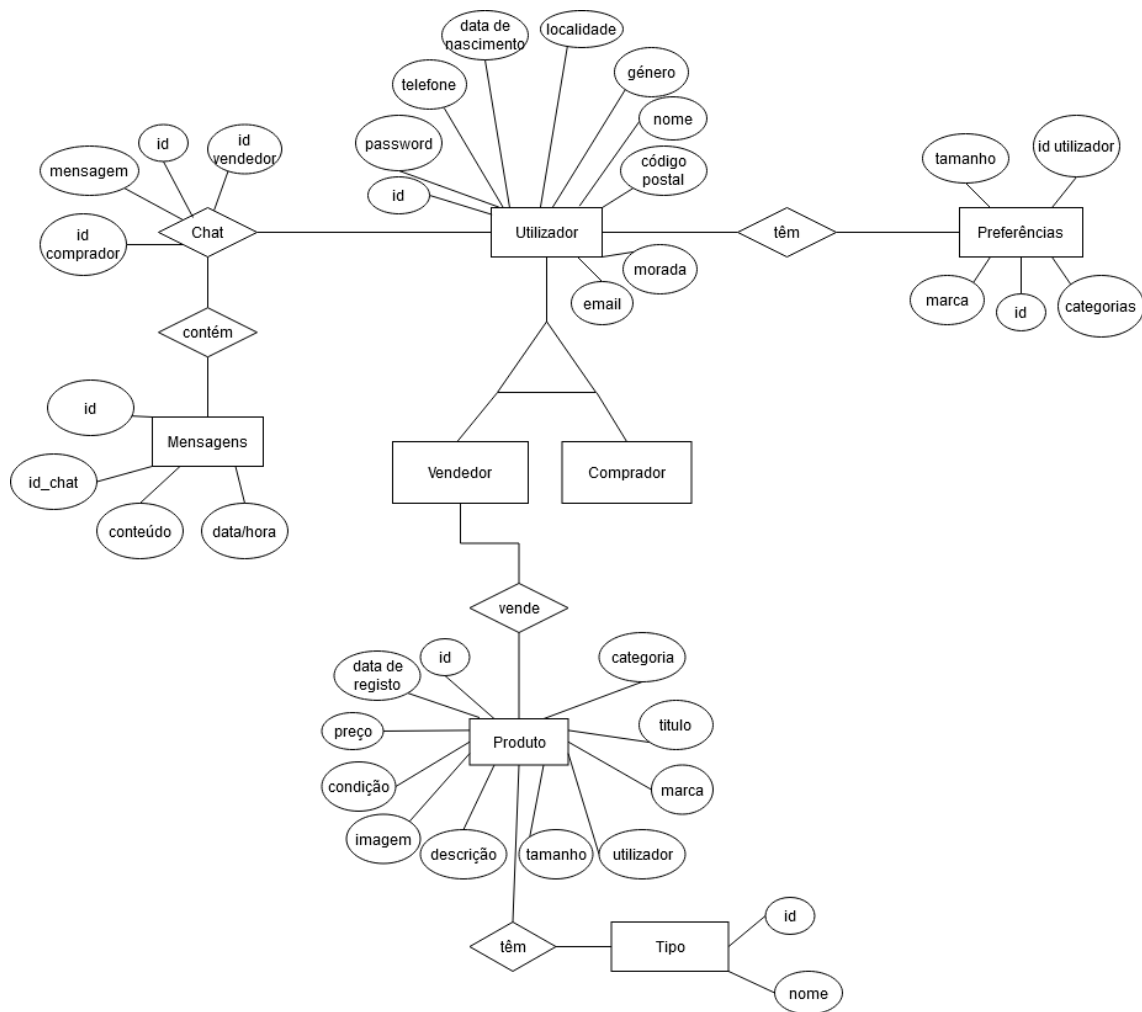 data de
nascimento
localidade
telefone
género
nome
password
código
postal
id
id
id
vendedor
mensagem
id
comprador
Chat
Utilizador
têm
Preferências
tamanho
id utilizador
marca
id
categorias
morada
email
contém
id
Mensagens
id_chat
conteúdo
data/hora
Vendedor
Comprador
vende
id
categoria
data de
registo
preço
Produto
titulo
condição
marca
imagem
descrição
tamanho
utilizador
têm
Tipo
id
nome